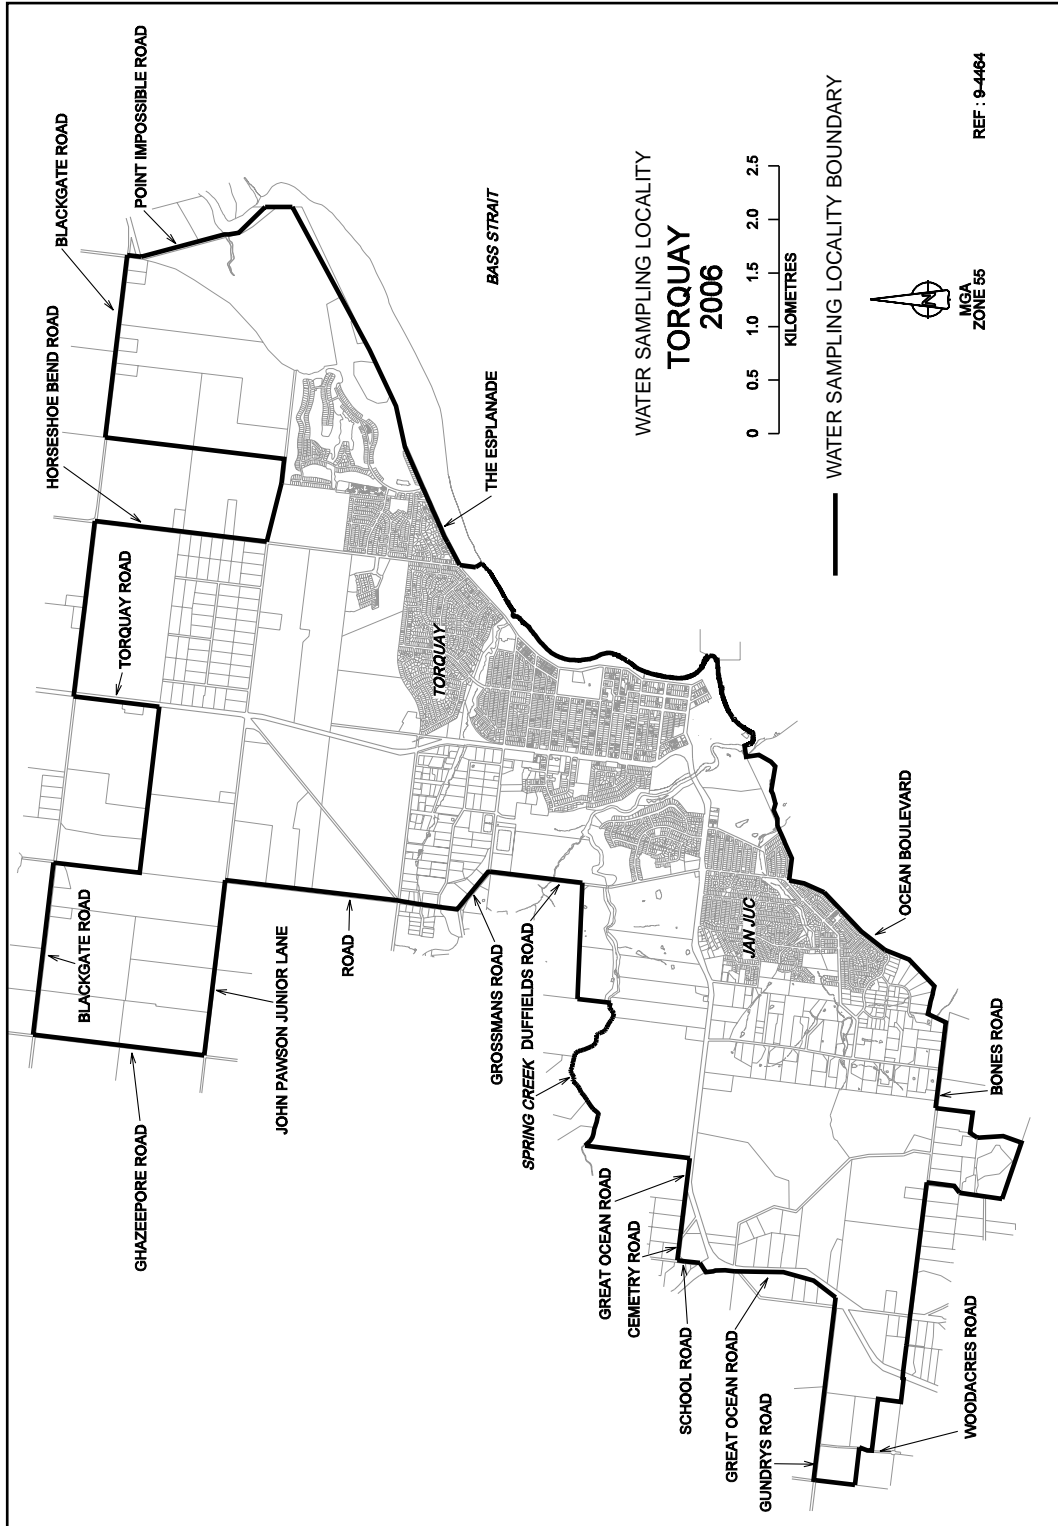 GHAZEEPORE ROAD
BLACKGATE ROAD
JOHN PAWSON JUNIOR LANE
ROAD
TORQUAY ROAD
HORSESHOE BEND ROAD
BLACKGATE ROAD
POINT IMPOSSIBLE ROAD
GROSSMANS ROAD
SPRING CREEK
DUFFIELDS ROAD
TORQUAY
THE ESPLANADE
BASS STRAIT
GREAT OCEAN ROAD
CEMETRY ROAD
SCHOOL ROAD
GREAT OCEAN ROAD
GUNDRYS ROAD
JAN JUC
OCEAN BOULEVARD
BONES ROAD
WOODACRES ROAD
WATER SAMPLING LOCALITY
TORQUAY
2006
0 0.5 1.0 1.5 2.0 2.5
KILOMETRES
WATER SAMPLING LOCALITY BOUNDARY
N
MGA
ZONE 55
REF : 9-4464